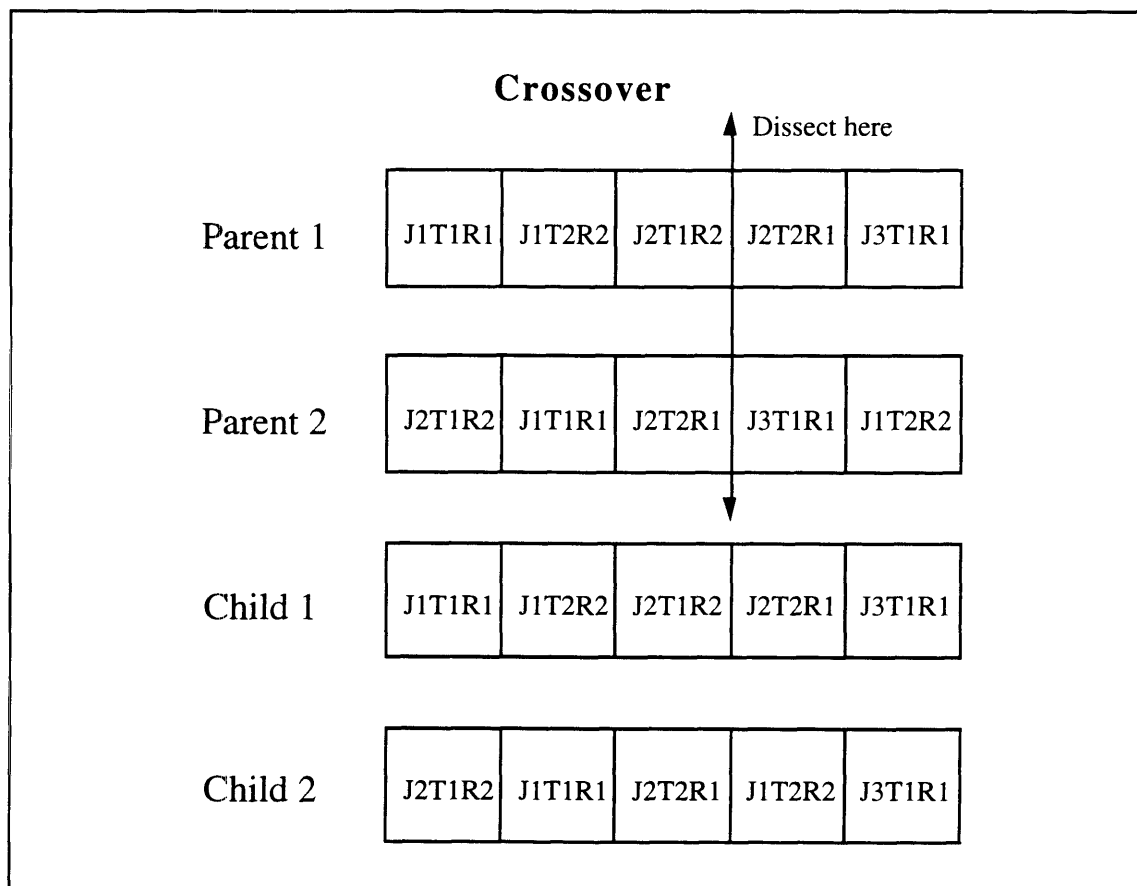 Crossover
Dissect here
Parent 1 J1T1R1 J1T2R2 J2T1R2 J2T2R1 J3T1R1
Parent 2 J2T1R2 J1T1R1 J2T2R1 J3T1R1 J1T2R2
Child 1 J1T1R1 J1T2R2 J2T1R2 J2T2R1 J3T1R1
Child 2 J2T1R2 J1T1R1 J2T2R1 J1T2R2 J3T1R1